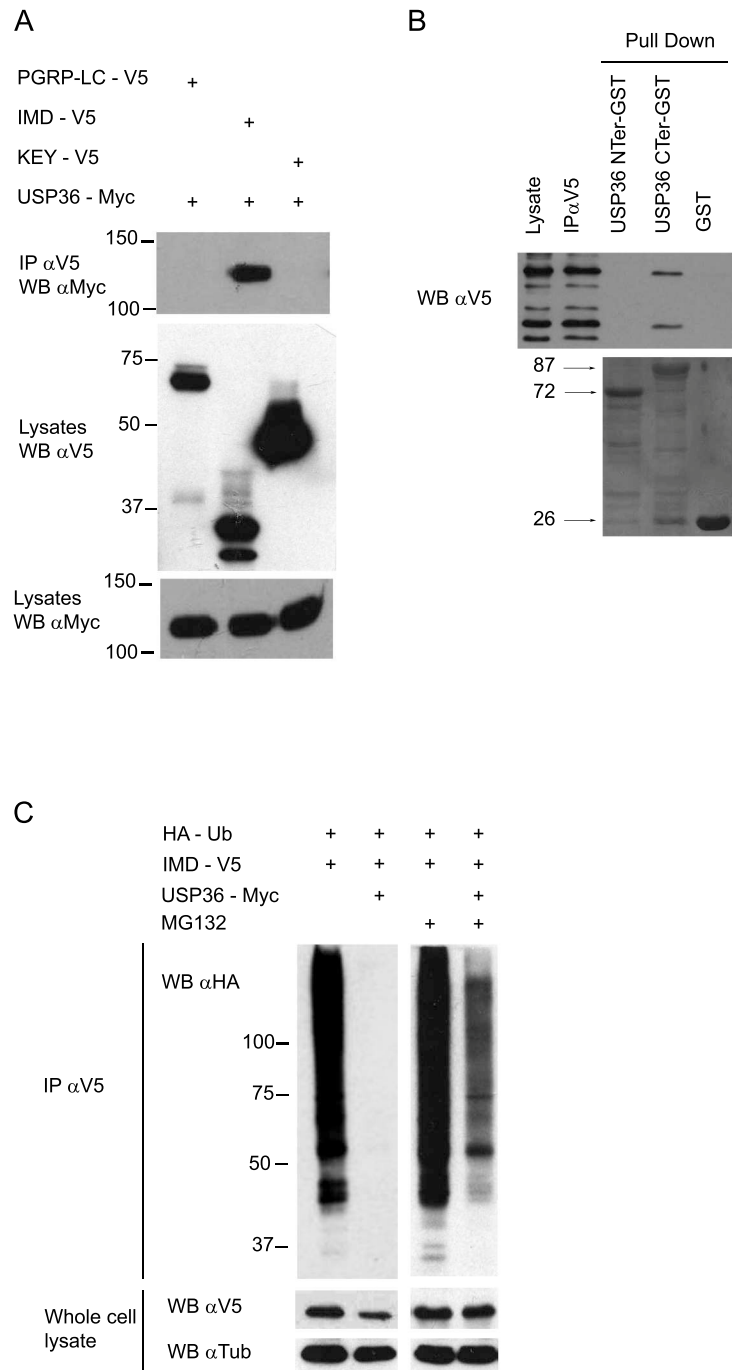 A
PGRP-LC - V5 +
IMD - V5 +
KEY - V5 +
USP36 - Myc + + +
IP αV5
WB αMyc
150
100
Lysates
WB αV5
75
50
37
Lysates
WB αMyc
150
100
B
Pull Down
Lysate
IPαV5
USP36 NTer-GST
USP36 CTer-GST
GST
WB αV5
87
72
26
C
HA - Ub + + + +
IMD - V5 + + + +
USP36 - Myc + +
MG132 + +
IP αV5
WB αHA
100
75
50
37
Whole cell
lysate
WB αV5
WB αTub